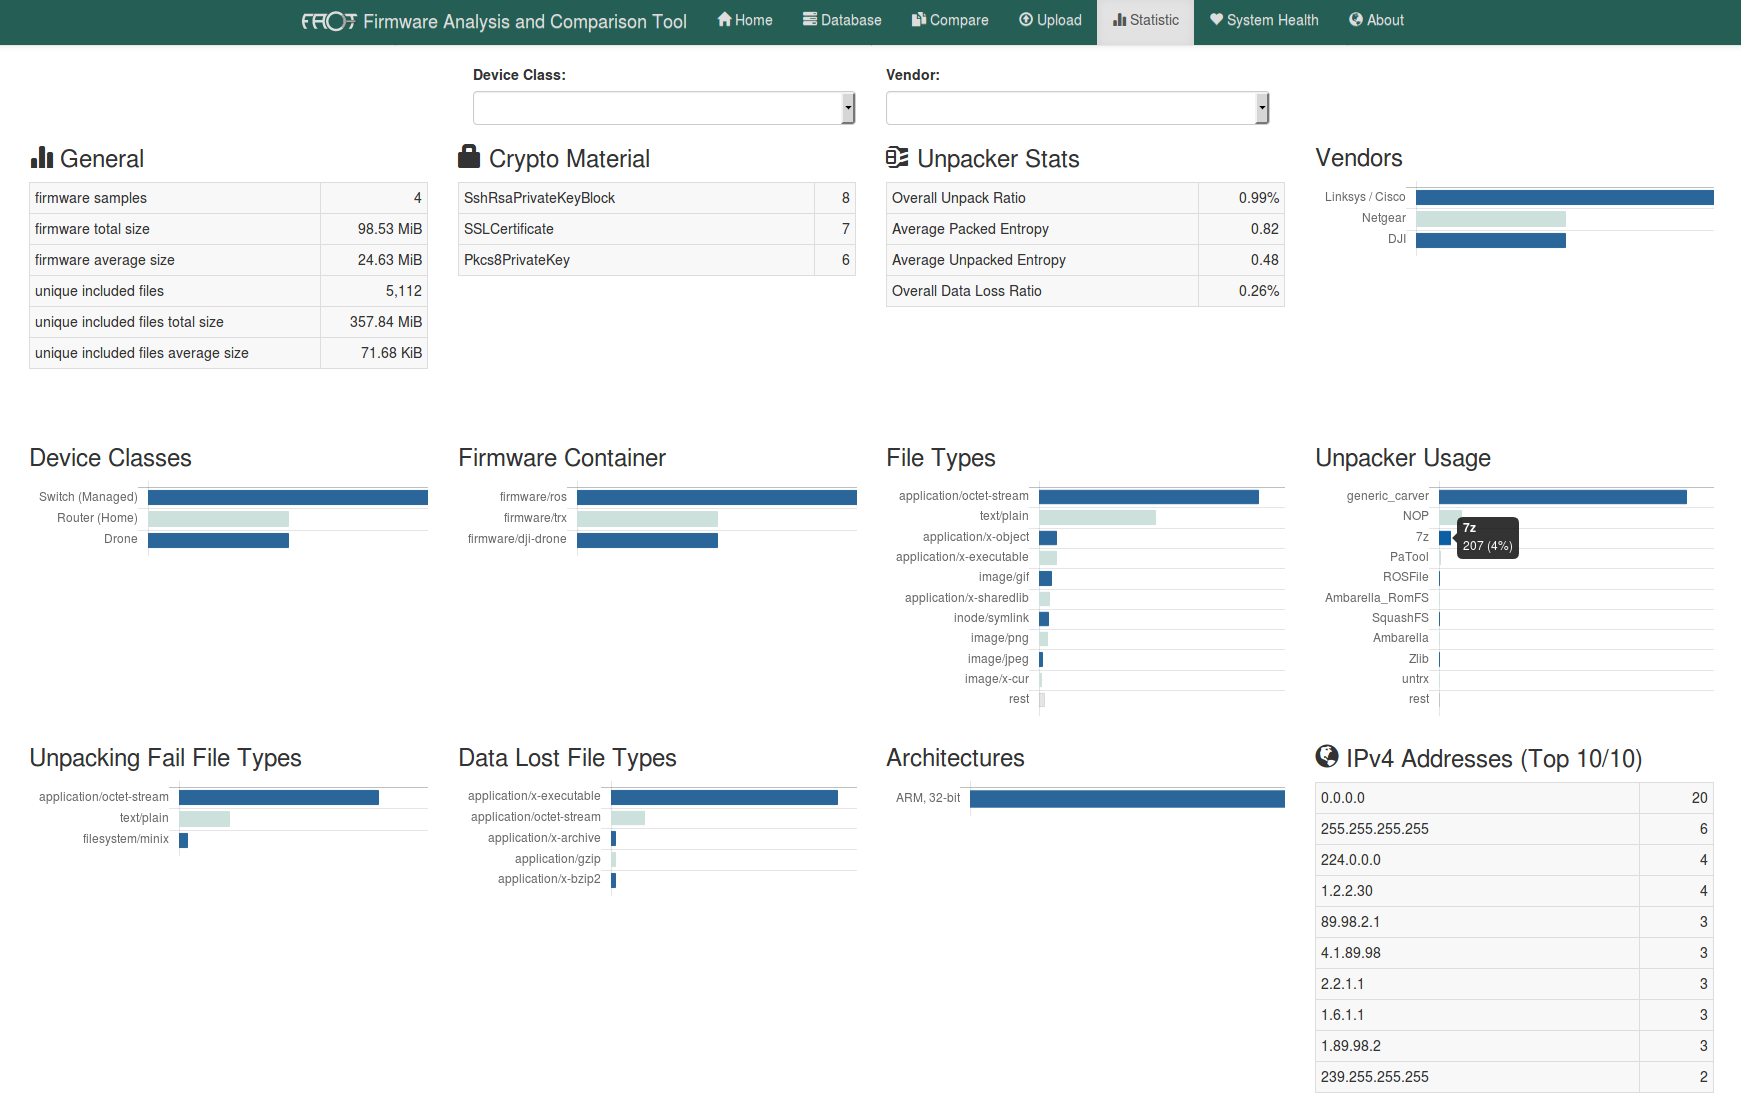 FACT Firmware Analysis and Comparison Tool Home Database Compare Upload Statistic System Health About
Device Class: Vendor:
General
firmware samples 4
firmware total size 98.53 MiB
firmware average size 24.63 MiB
unique included files 5,112
unique included files total size 357.84 MiB
unique included files average size 71.68 KiB
Crypto Material
SshRsaPrivateKeyBlock 8
SSLCertificate 7
Pkcs8PrivateKey 6
Unpacker Stats
Overall Unpack Ratio 0.99%
Average Packed Entropy 0.82
Average Unpacked Entropy 0.48
Overall Data Loss Ratio 0.26%
Vendors
Linksys / Cisco
Netgear
DJI
Device Classes
Switch (Managed)
Router (Home)
Drone
Firmware Container
firmware/ros
firmware/trx
firmware/dji-drone
File Types
application/octet-stream
text/plain
application/x-object
application/x-executable
image/gif
application/x-sharedlib
inode/symlink
image/png
image/jpeg
image/x-cur
rest
Unpacker Usage
generic_carver
NOP
7z
7z
207 (4%)
PaTool
ROSFile
Ambarella_RomFS
SquashFS
Ambarella
Zlib
untrx
rest
Unpacking Fail File Types
application/octet-stream
text/plain
filesystem/minix
Data Lost File Types
application/x-executable
application/octet-stream
application/x-archive
application/gzip
application/x-bzip2
Architectures
ARM, 32-bit
IPv4 Addresses (Top 10/10)
0.0.0.0 20
255.255.255.255 6
224.0.0.0 4
1.2.2.30 4
89.98.2.1 3
4.1.89.98 3
2.2.1.1 3
1.6.1.1 3
1.89.98.2 3
239.255.255.255 2